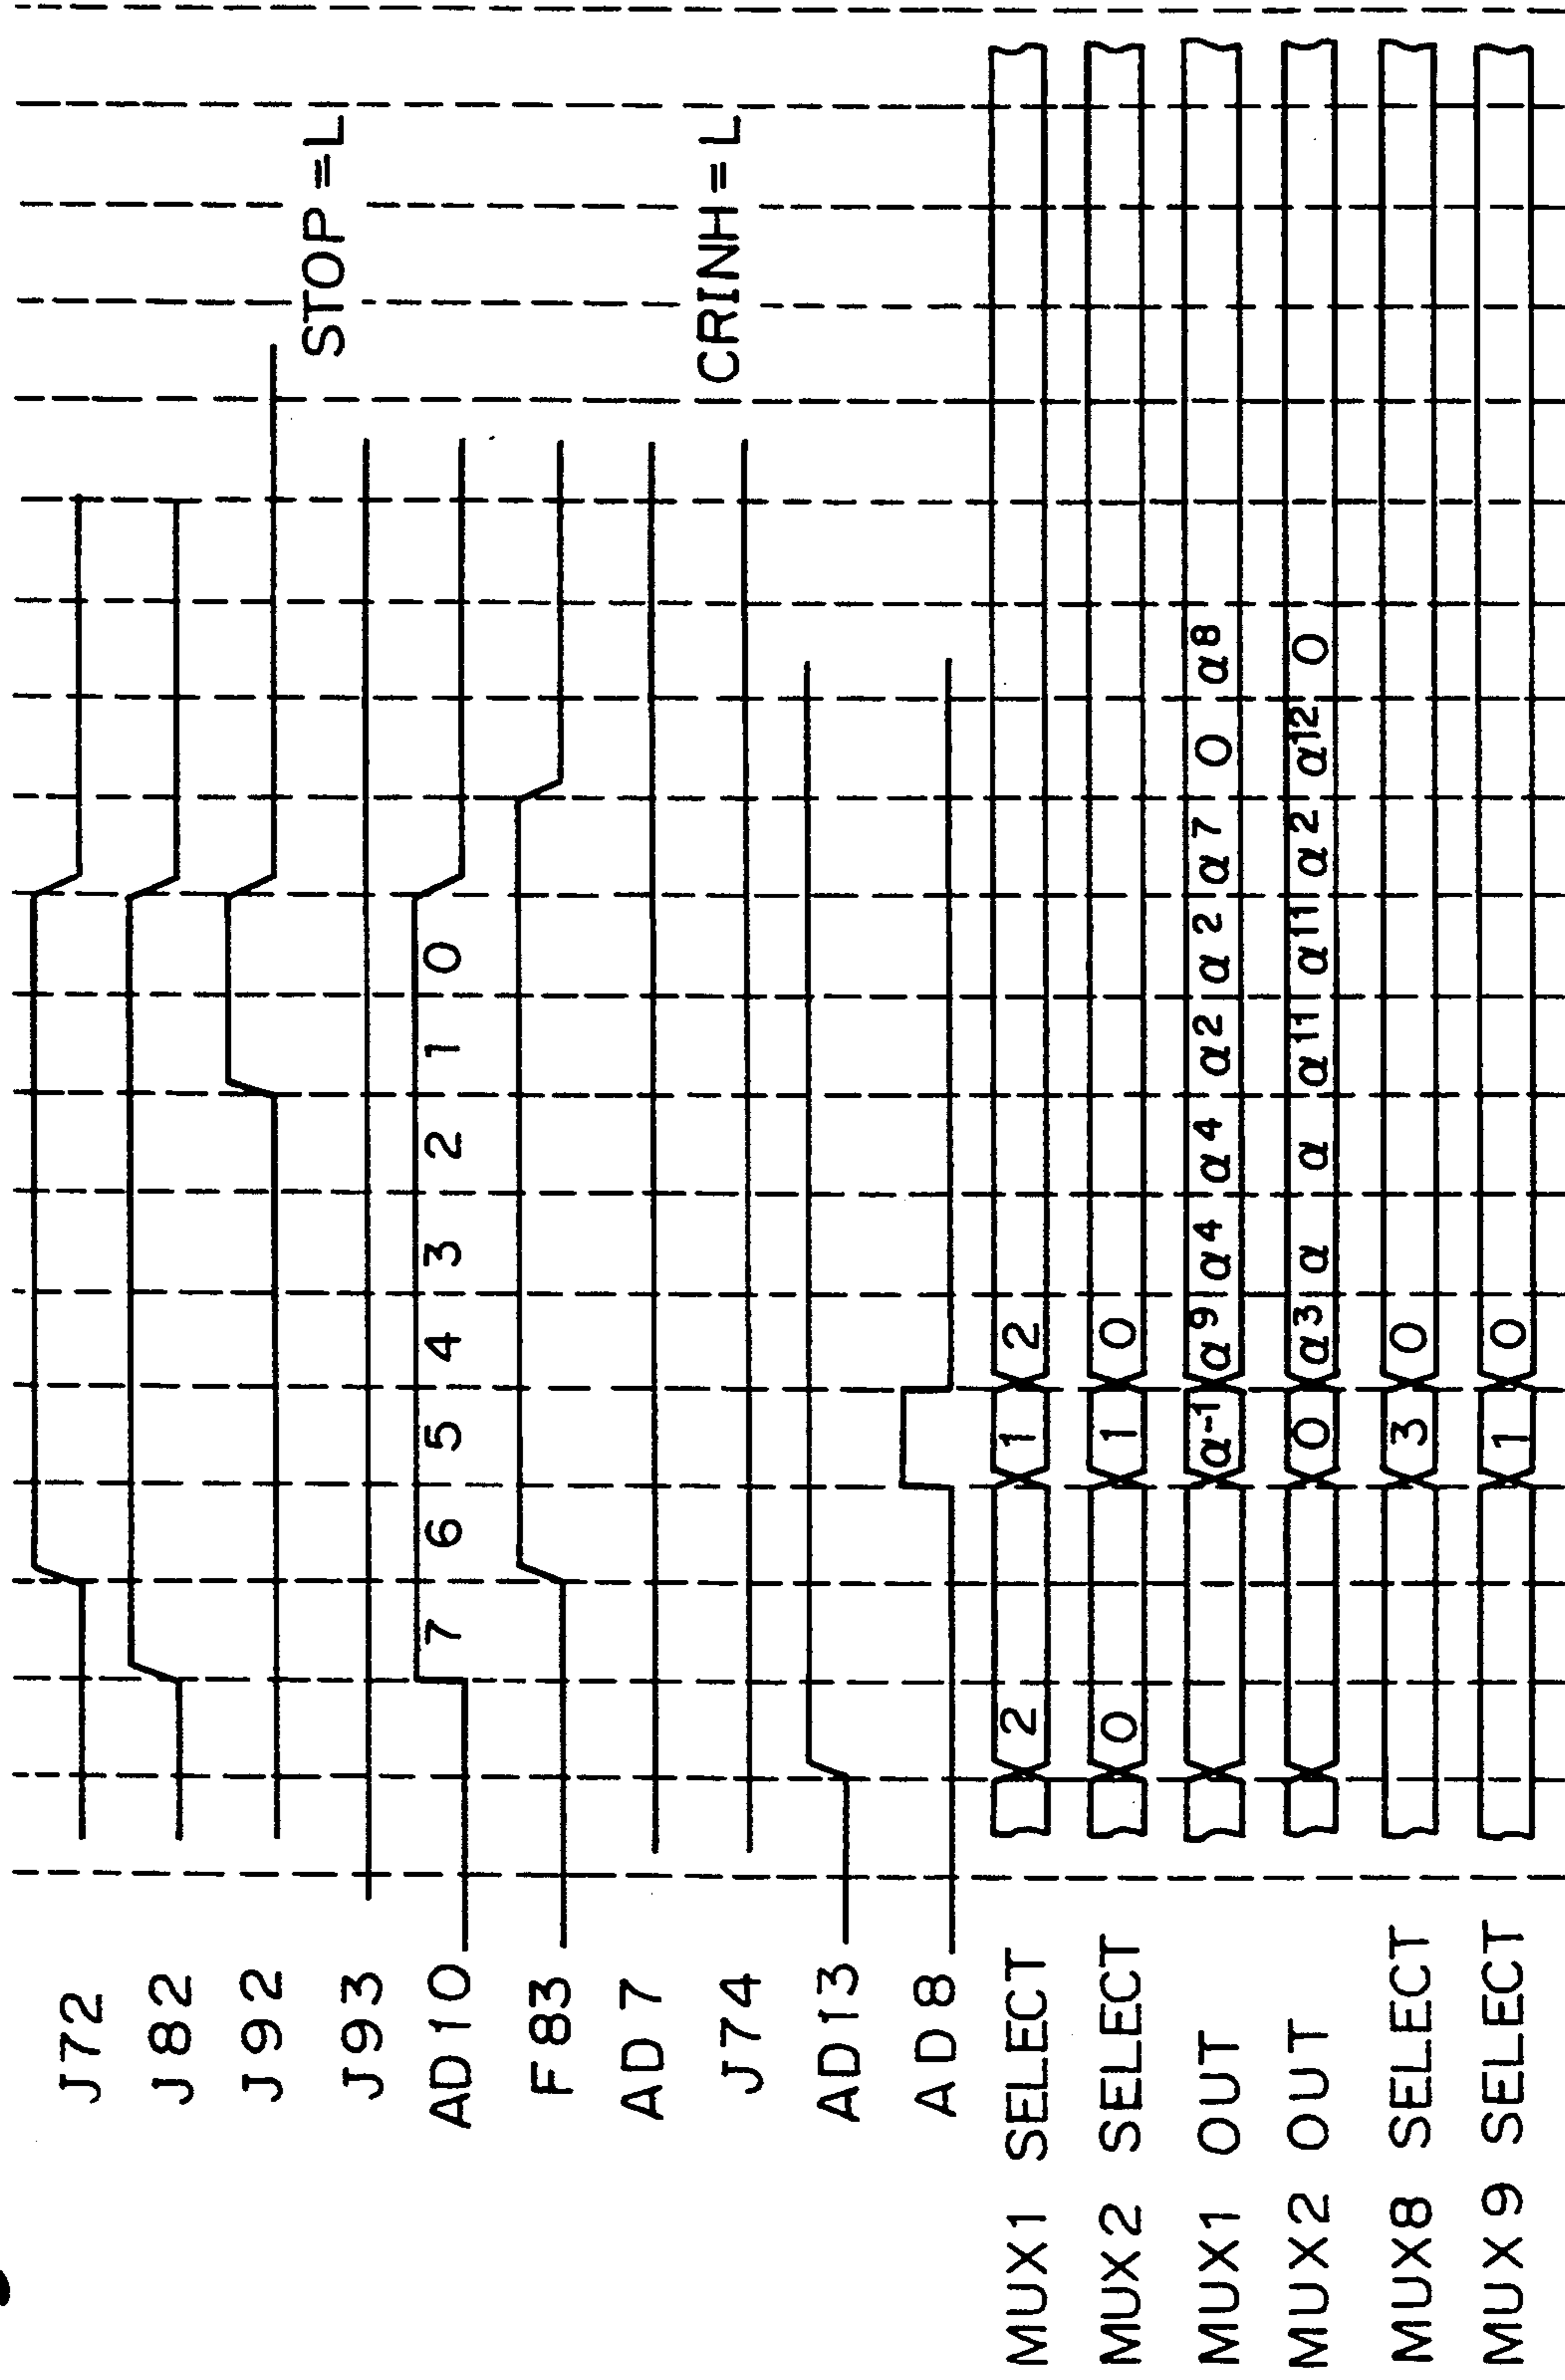 J72
J82
J92
STOP = L
J93
AD10 7 6 5 4 3 2 1 0
F83
AD7
J74
CRINH = L
AD13
AD8
MUX1 SELECT 2 1 2
MUX2 SELECT 0 1 0
MUX1 OUT α-1 α9 α4 α4 α2 α2 α7 0 α8
MUX2 OUT 0 α3 α α α11 α11 α2 α12 0
MUX8 SELECT 3 0
MUX9 SELECT 1 0